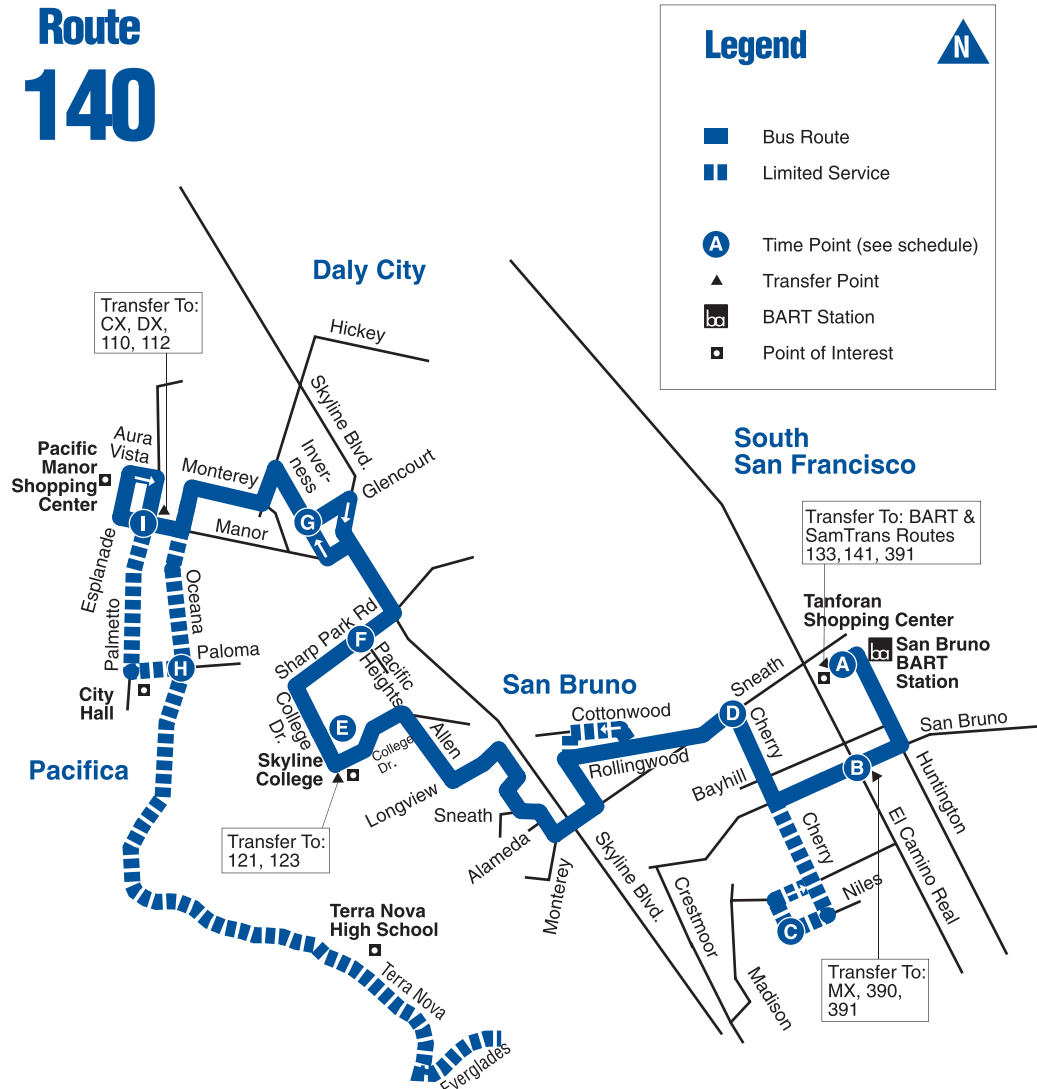 Route
140
Legend
N
Bus Route
Limited Service
A
Time Point (see schedule)
Transfer Point
ba
BART Station
Point of Interest
Daly City
Transfer To:
CX, DX,
110, 112
Hickey
Skyline Blvd.
Aura
Vista
Pacific
Manor
Shopping
Center
Monterey
Inver-
ness
Glencourt
Manor
G
I
Esplanade
Palmetto
Oceana
Paloma
H
City
Hall
Pacifica
Sharp Park Rd
F
Pacific
Heights
College
Dr.
E
College
Dr.
Skyline
College
Allen
Longview
Transfer To:
121, 123
Sneath
Alameda
Monterey
San Bruno
Cottonwood
Rollingwood
Skyline Blvd.
South
San Francisco
Transfer To: BART &
SamTrans Routes
133, 141, 391
Tanforan
Shopping Center
A
ba
San Bruno
BART
Station
Sneath
D
Cherry
San Bruno
B
Bayhill
Huntington
El Camino Real
Cherry
Niles
C
Crestmoor
Madison
Transfer To:
MX, 390,
391
Terra Nova
High School
Terra Nova
Everglades